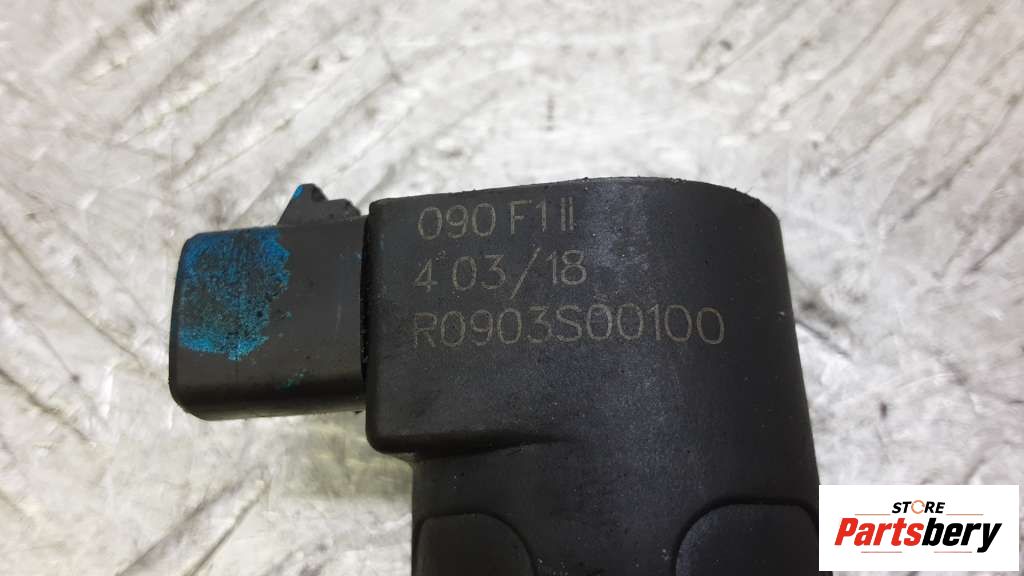 090 F1 ii
4 03/18
R0903S00100
STORE
Partsbery